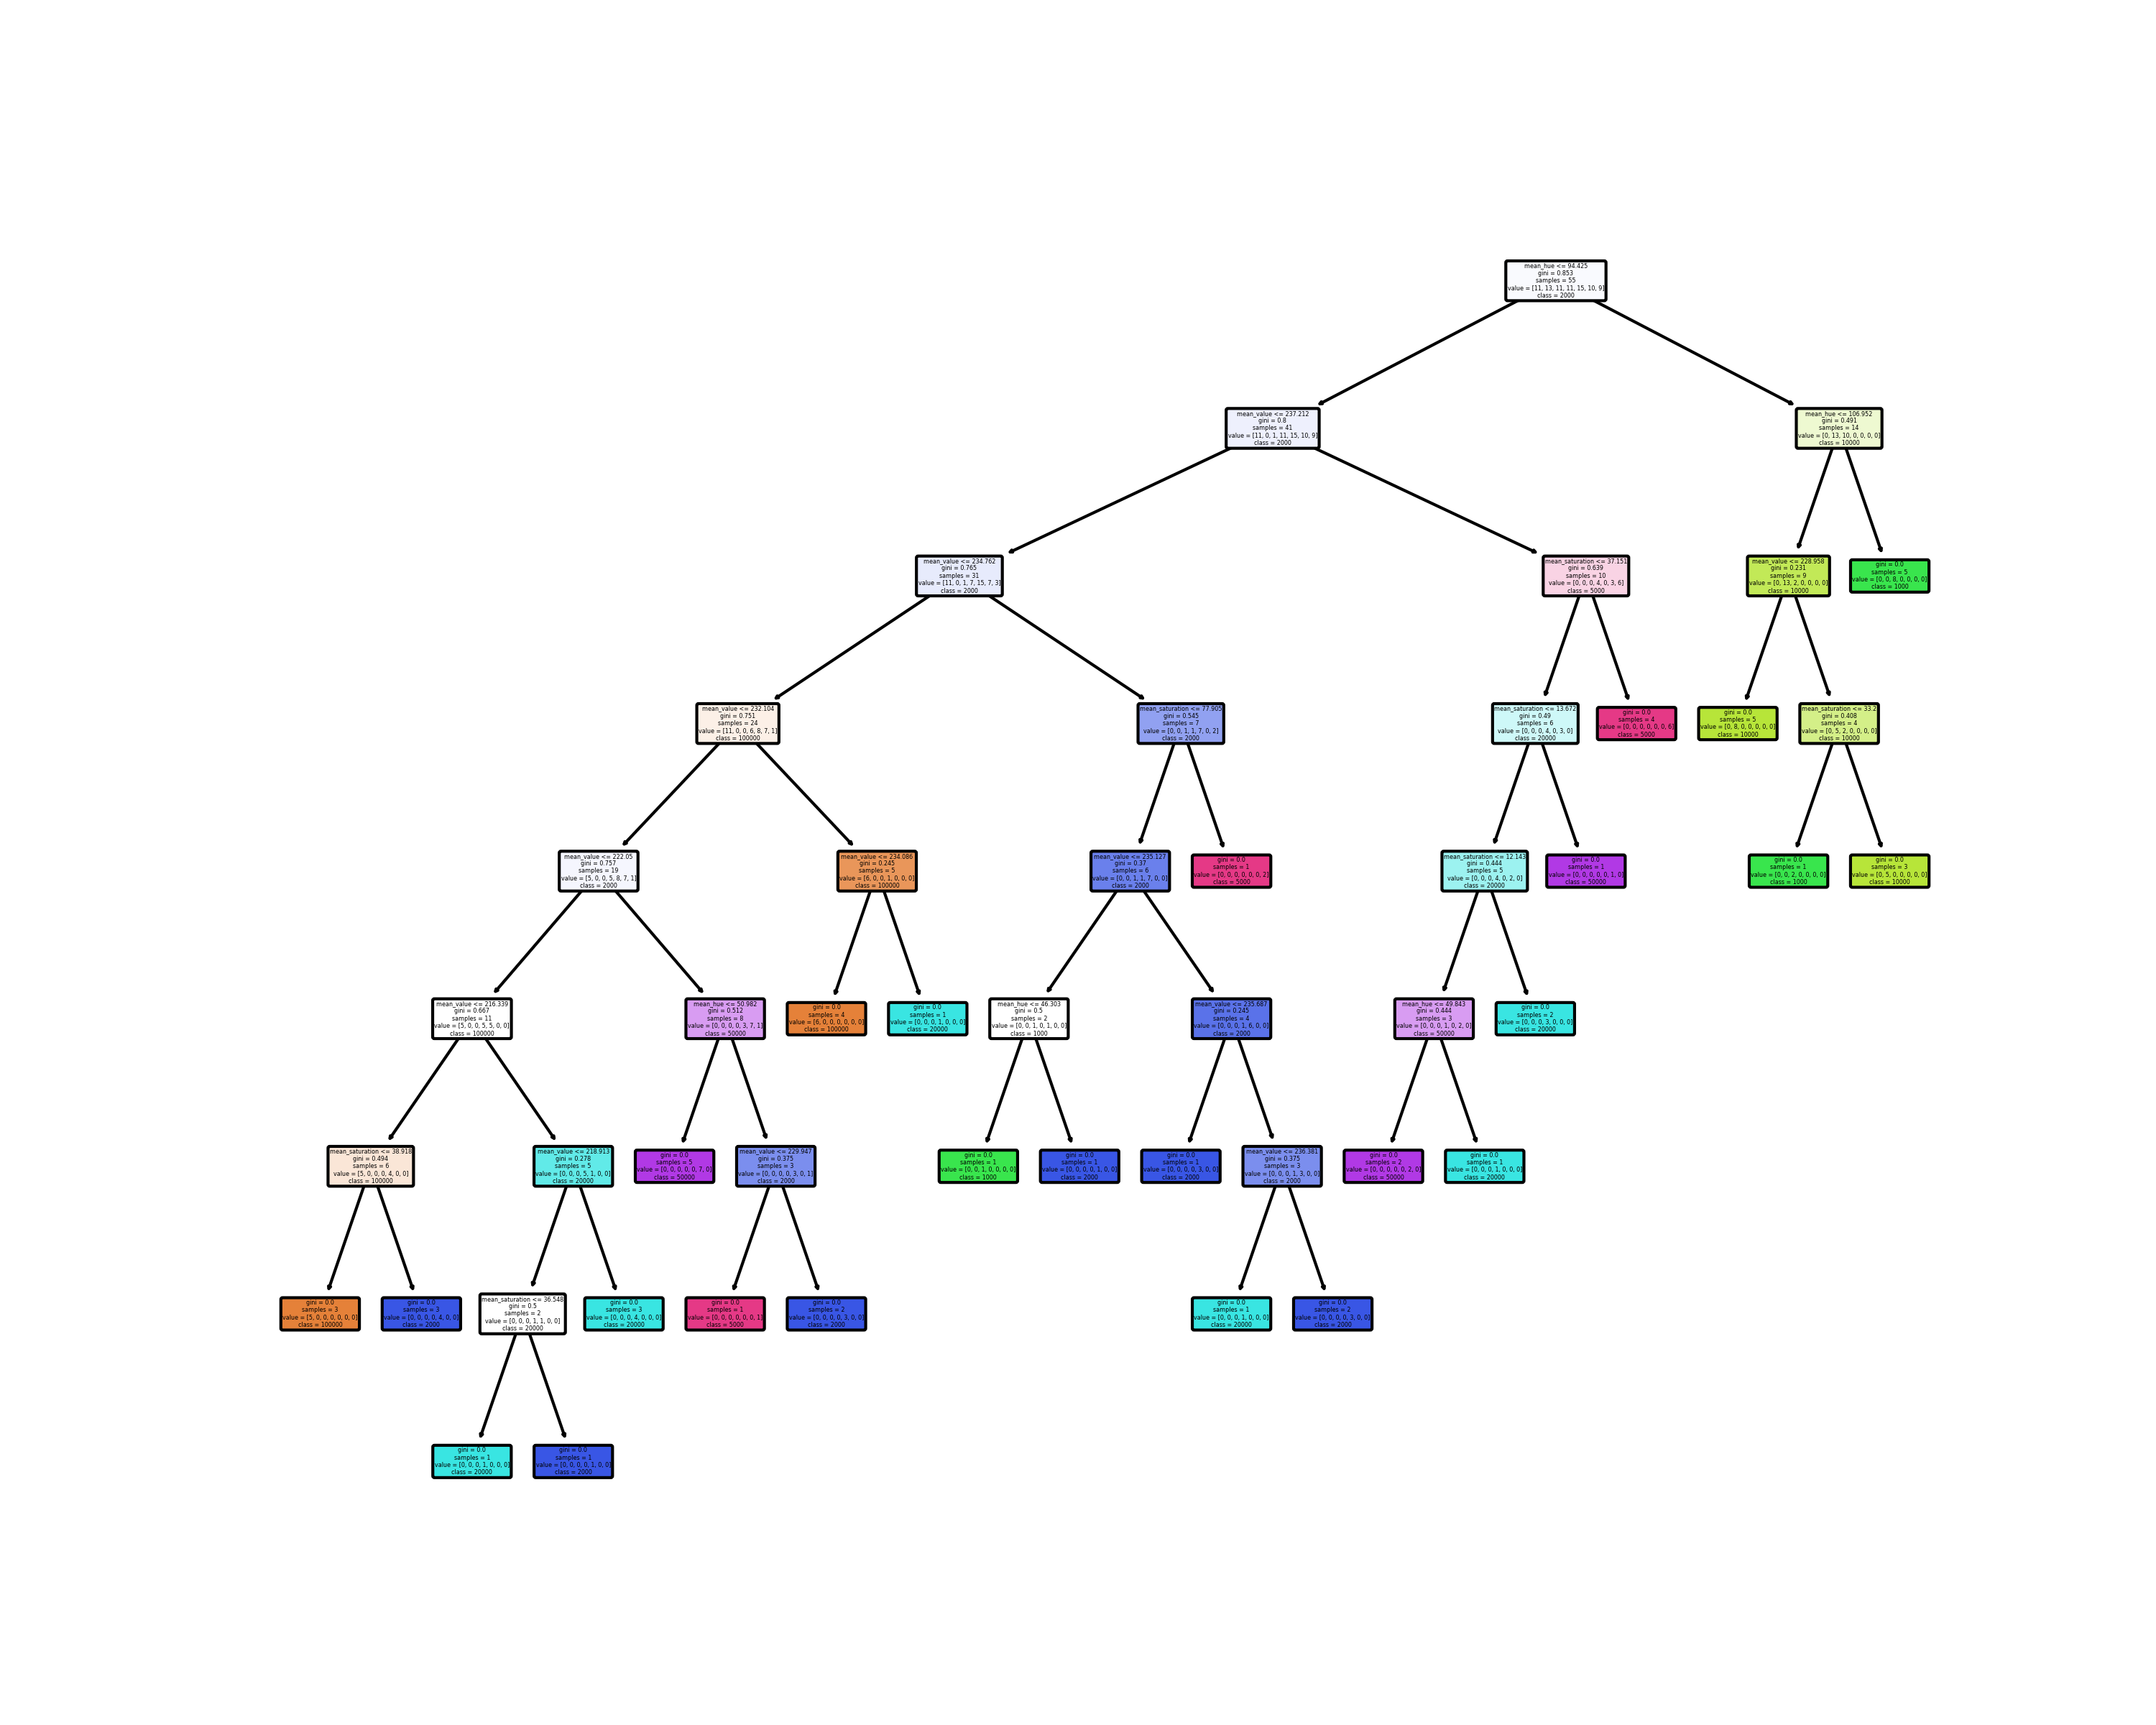 mean_hue <= 94.425
gini = 0.853
samples = 55
value = [11, 13, 11, 11, 15, 10, 9]
class = 2000
mean_value <= 237.212
gini = 0.8
samples = 41
value = [11, 0, 1, 11, 15, 10, 9]
class = 2000
mean_hue <= 106.952
gini = 0.491
samples = 14
value = [0, 13, 10, 0, 0, 0, 0]
class = 10000
mean_value <= 234.762
gini = 0.765
samples = 31
value = [11, 0, 1, 7, 15, 7, 3]
class = 2000
mean_saturation <= 37.151
gini = 0.639
samples = 10
value = [0, 0, 0, 4, 0, 3, 6]
class = 5000
mean_value <= 228.958
gini = 0.231
samples = 9
value = [0, 13, 2, 0, 0, 0, 0]
class = 10000
gini = 0.0
samples = 5
value = [0, 0, 8, 0, 0, 0, 0]
class = 1000
mean_value <= 232.104
gini = 0.751
samples = 24
value = [11, 0, 0, 6, 8, 7, 1]
class = 100000
mean_saturation <= 77.905
gini = 0.545
samples = 7
value = [0, 0, 1, 1, 7, 0, 2]
class = 2000
mean_saturation <= 13.672
gini = 0.49
samples = 6
value = [0, 0, 0, 4, 0, 3, 0]
class = 20000
gini = 0.0
samples = 4
value = [0, 0, 0, 0, 0, 0, 6]
class = 5000
gini = 0.0
samples = 5
value = [0, 8, 0, 0, 0, 0, 0]
class = 10000
mean_saturation <= 33.2
gini = 0.408
samples = 4
value = [0, 5, 2, 0, 0, 0, 0]
class = 10000
mean_value <= 222.05
gini = 0.757
samples = 19
value = [5, 0, 0, 5, 8, 7, 1]
class = 2000
mean_value <= 234.086
gini = 0.245
samples = 5
value = [6, 0, 0, 1, 0, 0, 0]
class = 100000
mean_value <= 235.127
gini = 0.37
samples = 6
value = [0, 0, 1, 1, 7, 0, 0]
class = 2000
gini = 0.0
samples = 1
value = [0, 0, 0, 0, 0, 0, 2]
class = 5000
mean_saturation <= 12.143
gini = 0.444
samples = 5
value = [0, 0, 0, 4, 0, 2, 0]
class = 20000
gini = 0.0
samples = 1
value = [0, 0, 0, 0, 0, 1, 0]
class = 50000
gini = 0.0
samples = 1
value = [0, 0, 2, 0, 0, 0, 0]
class = 1000
gini = 0.0
samples = 3
value = [0, 5, 0, 0, 0, 0, 0]
class = 10000
mean_value <= 216.339
gini = 0.667
samples = 11
value = [5, 0, 0, 5, 5, 0, 0]
class = 100000
mean_hue <= 50.982
gini = 0.512
samples = 8
value = [0, 0, 0, 0, 3, 7, 1]
class = 50000
gini = 0.0
samples = 4
value = [6, 0, 0, 0, 0, 0, 0]
class = 100000
gini = 0.0
samples = 1
value = [0, 0, 0, 1, 0, 0, 0]
class = 20000
mean_hue <= 46.303
gini = 0.5
samples = 2
value = [0, 0, 1, 0, 1, 0, 0]
class = 1000
mean_value <= 235.687
gini = 0.245
samples = 4
value = [0, 0, 0, 1, 6, 0, 0]
class = 2000
mean_hue <= 49.843
gini = 0.444
samples = 3
value = [0, 0, 0, 1, 0, 2, 0]
class = 50000
gini = 0.0
samples = 2
value = [0, 0, 0, 3, 0, 0, 0]
class = 20000
mean_saturation <= 38.918
gini = 0.494
samples = 6
value = [5, 0, 0, 0, 4, 0, 0]
class = 100000
mean_value <= 218.913
gini = 0.278
samples = 5
value = [0, 0, 0, 5, 1, 0, 0]
class = 20000
gini = 0.0
samples = 5
value = [0, 0, 0, 0, 0, 7, 0]
class = 50000
mean_value <= 229.947
gini = 0.375
samples = 3
value = [0, 0, 0, 0, 3, 0, 1]
class = 2000
gini = 0.0
samples = 1
value = [0, 0, 1, 0, 0, 0, 0]
class = 1000
gini = 0.0
samples = 1
value = [0, 0, 0, 0, 1, 0, 0]
class = 2000
gini = 0.0
samples = 1
value = [0, 0, 0, 0, 3, 0, 0]
class = 2000
mean_value <= 236.381
gini = 0.375
samples = 3
value = [0, 0, 0, 1, 3, 0, 0]
class = 2000
gini = 0.0
samples = 2
value = [0, 0, 0, 0, 0, 2, 0]
class = 50000
gini = 0.0
samples = 1
value = [0, 0, 0, 1, 0, 0, 0]
class = 20000
gini = 0.0
samples = 3
value = [5, 0, 0, 0, 0, 0, 0]
class = 100000
gini = 0.0
samples = 3
value = [0, 0, 0, 0, 4, 0, 0]
class = 2000
mean_saturation <= 36.548
gini = 0.5
samples = 2
value = [0, 0, 0, 1, 1, 0, 0]
class = 20000
gini = 0.0
samples = 3
value = [0, 0, 0, 4, 0, 0, 0]
class = 20000
gini = 0.0
samples = 1
value = [0, 0, 0, 0, 0, 0, 1]
class = 5000
gini = 0.0
samples = 2
value = [0, 0, 0, 0, 3, 0, 0]
class = 2000
gini = 0.0
samples = 1
value = [0, 0, 0, 1, 0, 0, 0]
class = 20000
gini = 0.0
samples = 2
value = [0, 0, 0, 0, 3, 0, 0]
class = 2000
gini = 0.0
samples = 1
value = [0, 0, 0, 1, 0, 0, 0]
class = 20000
gini = 0.0
samples = 1
value = [0, 0, 0, 0, 1, 0, 0]
class = 2000